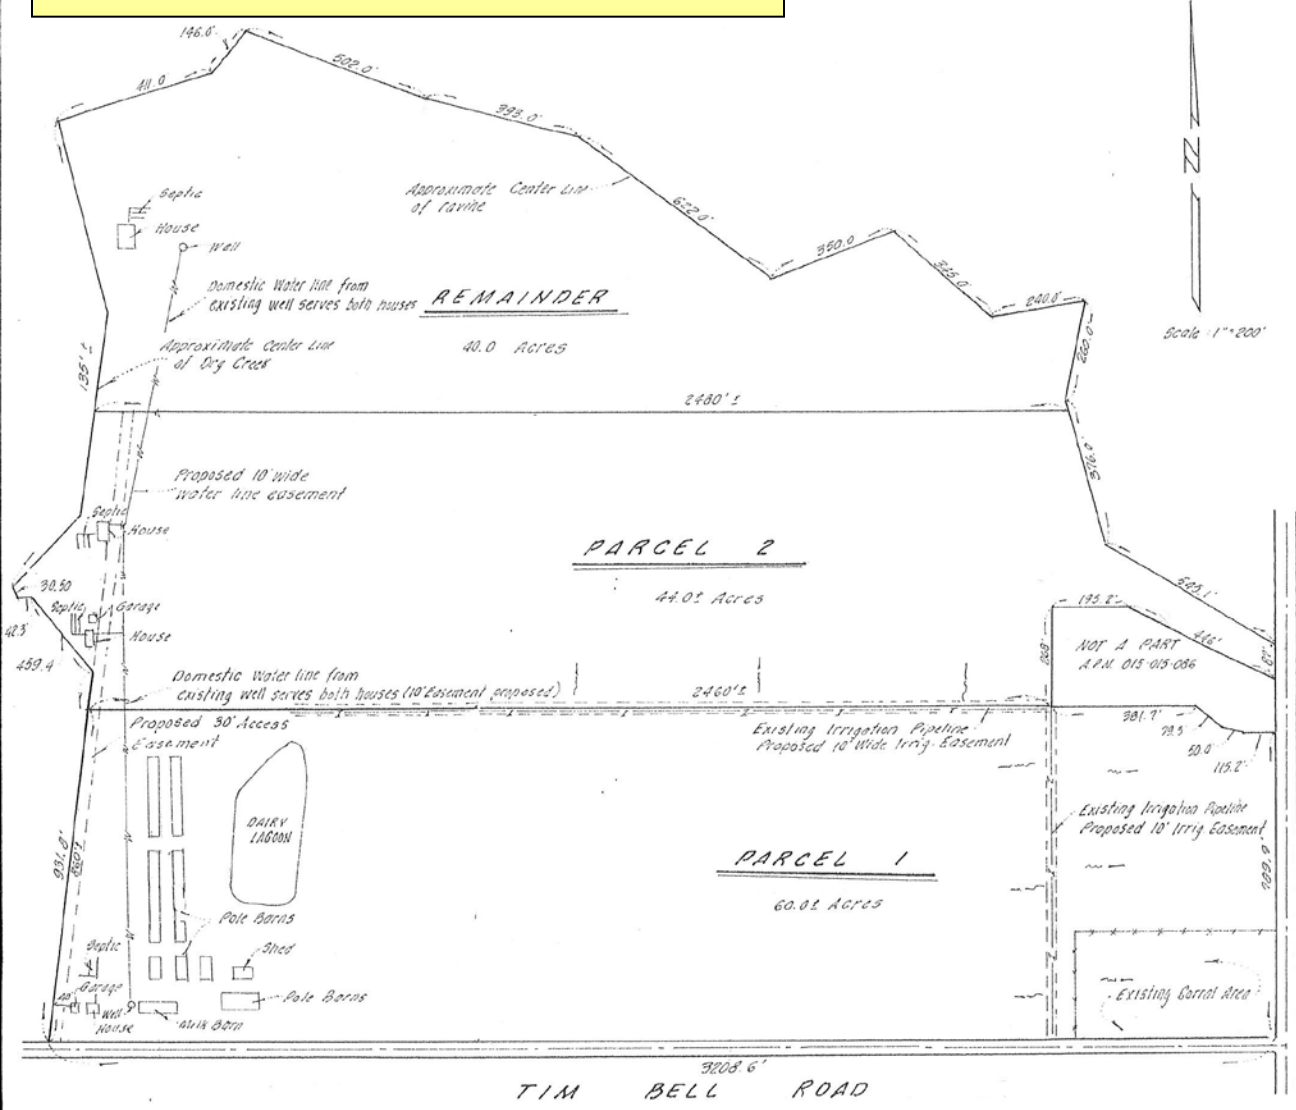 146.0'
502.0'
411.0
393.0'
Septic
House
Well
Approximate Center Line
of ravine
622.0'
350.0
345.0
240.0'
260.0'
N
Scale 1"=200'
Domestic Water line from
existing well serves both houses
REMAINDER
40.0 Acres
Approximate Center Line
of Dry Creek
135' ±
2480' ±
376.0'
Proposed 10' wide
water line easement
Septic
House
PARCEL 2
44.0± Acres
545.1'
30.50
Septic
Garage
House
42.3'
459.4
195.2'
446'
NOT A PART
A.P.N. 015-015-086
Domestic Water line from
existing well serves both houses (10' Easement proposed)
2460'±
Proposed 30' Access
Easement
Existing Irrigation Pipeline
Proposed 10' Wide Irrig. Easement
381.7'
79.5'
50.0'
115.2'
DAIRY
LAGOON
Existing Irrigation Pipeline
Proposed 10' Irrig Easement
PARCEL 1
60.0± Acres
931.0'
709.9'
Pole Barns
Septic
Shed
Garage
Well
House
Milk Barn
Pole Barns
Existing Corral Area
3208.6'
TIM BELL ROAD